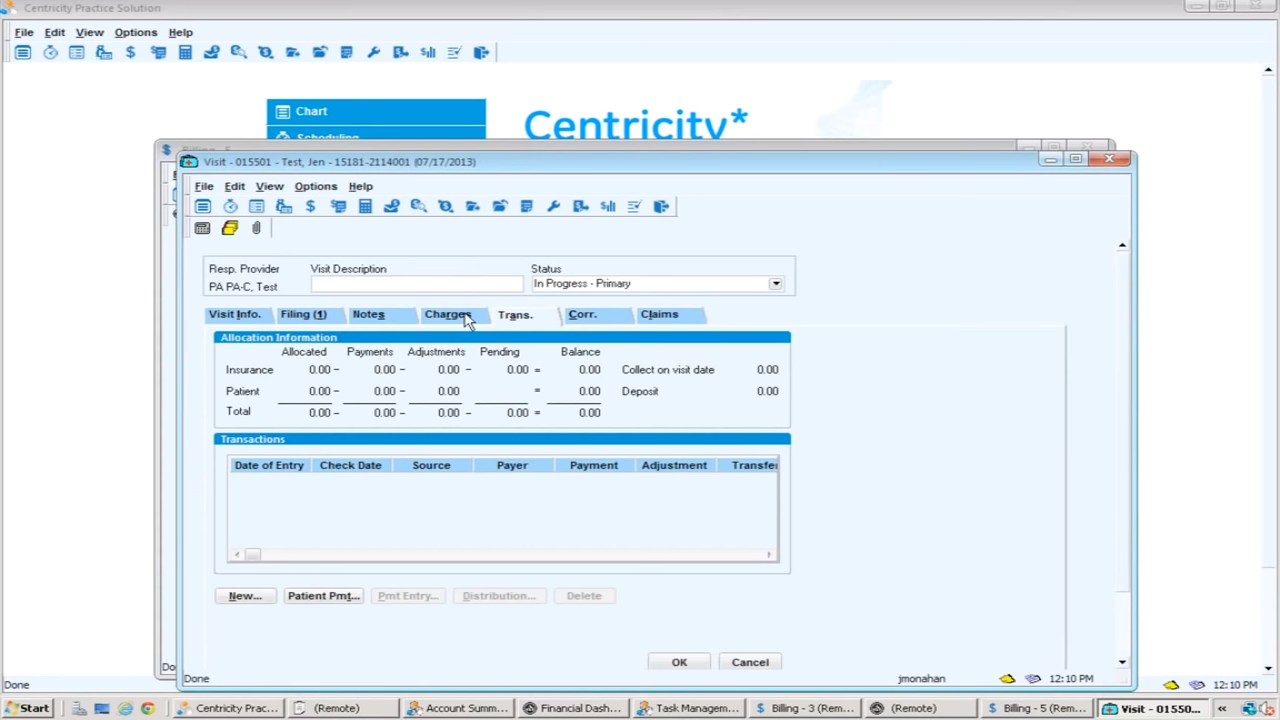 Centricity Practice Solution
File Edit View Options Help
Chart
Scheduling
Centricity*
Billing - 5
Visit - 015501 - Test, Jen - 15181-2114001 (07/17/2013)
File Edit View Options Help
Resp. Provider Visit Description Status
PA PA-C, Test In Progress - Primary
Visit Info. Filing (1) Notes Charges Trans. Corr. Claims
Allocation Information
Allocated Payments Adjustments Pending Balance
Insurance 0.00 - 0.00 - 0.00 - 0.00 = 0.00 Collect on visit date 0.00
Patient 0.00 - 0.00 - 0.00 = 0.00 Deposit 0.00
Total 0.00 - 0.00 - 0.00 - 0.00 = 0.00
Transactions
Date of Entry Check Date Source Payer Payment Adjustment Transfe
New... Patient Pmt... Pmt Entry... Distribution... Delete
OK Cancel
Do
Done jmonahan 12:10 PM
Done 12:10 PM
Start Centricity Prac... (Remote) Account Summ... Financial Dash... Task Managem... Billing - 3 (Rem... (Remote) Billing - 5 (Rem... Visit - 01550... «